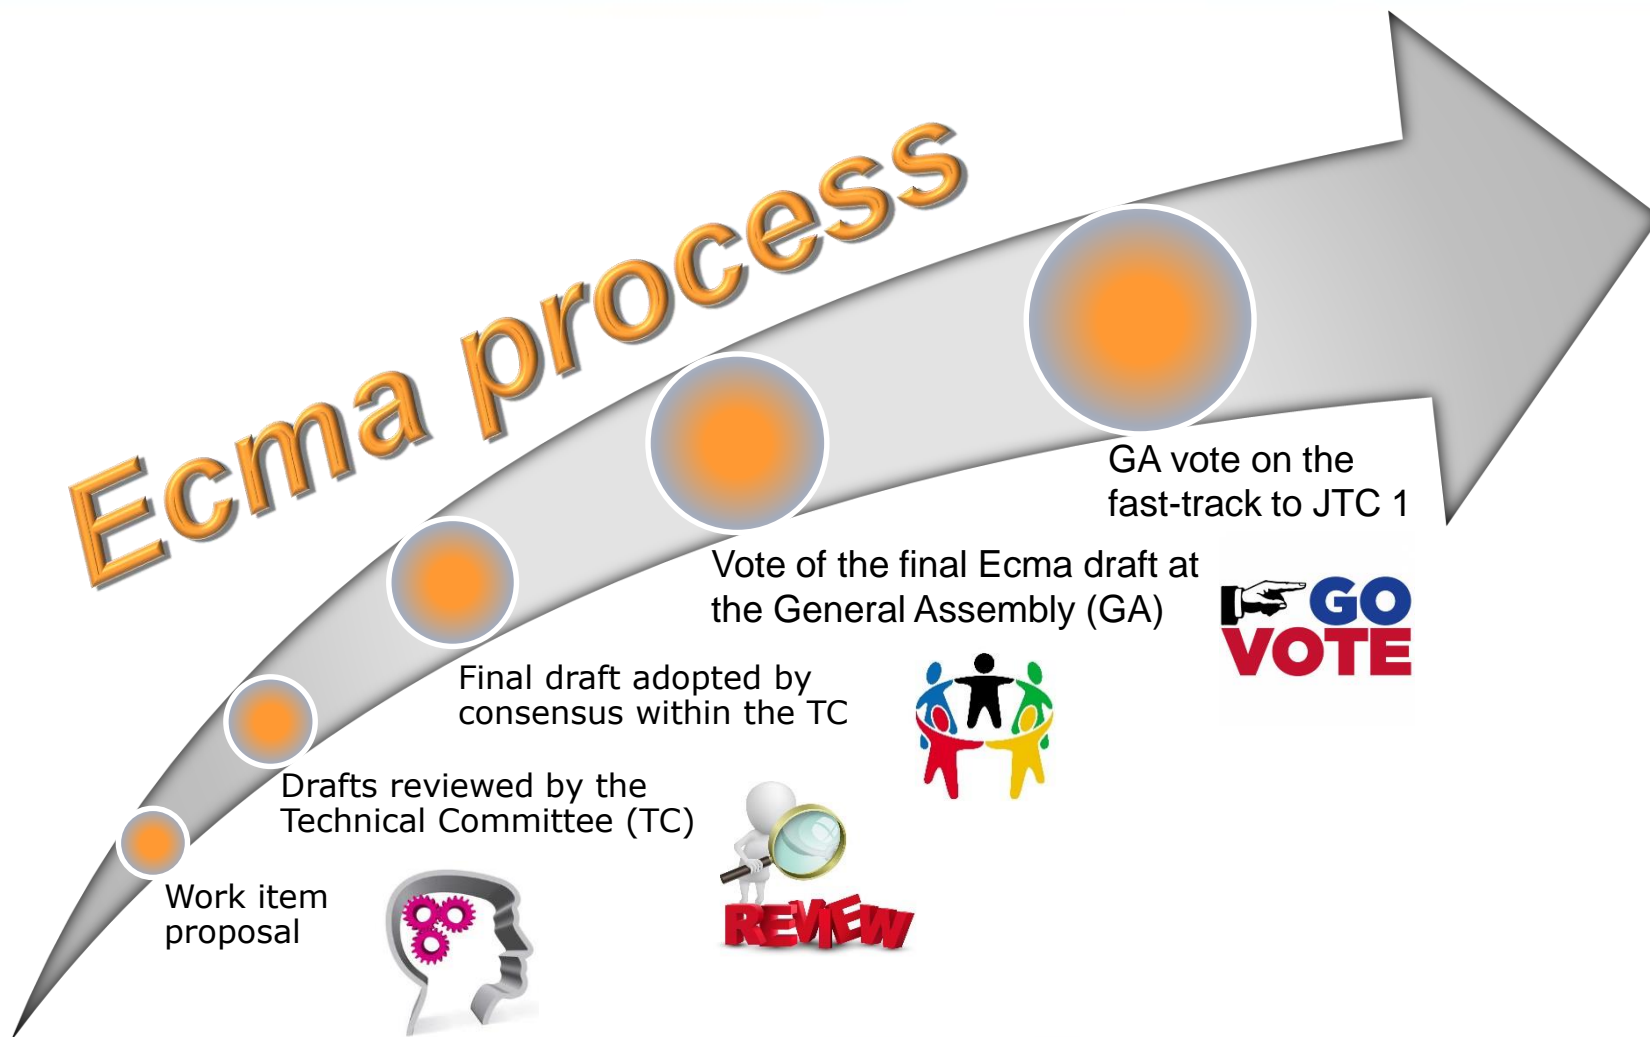 Ecma process
GA vote on the
fast-track to JTC 1
Vote of the final Ecma draft at
the General Assembly (GA)
GO
VOTE
Final draft adopted by
consensus within the TC
Drafts reviewed by the
Technical Committee (TC)
REVIEW
Work item
proposal